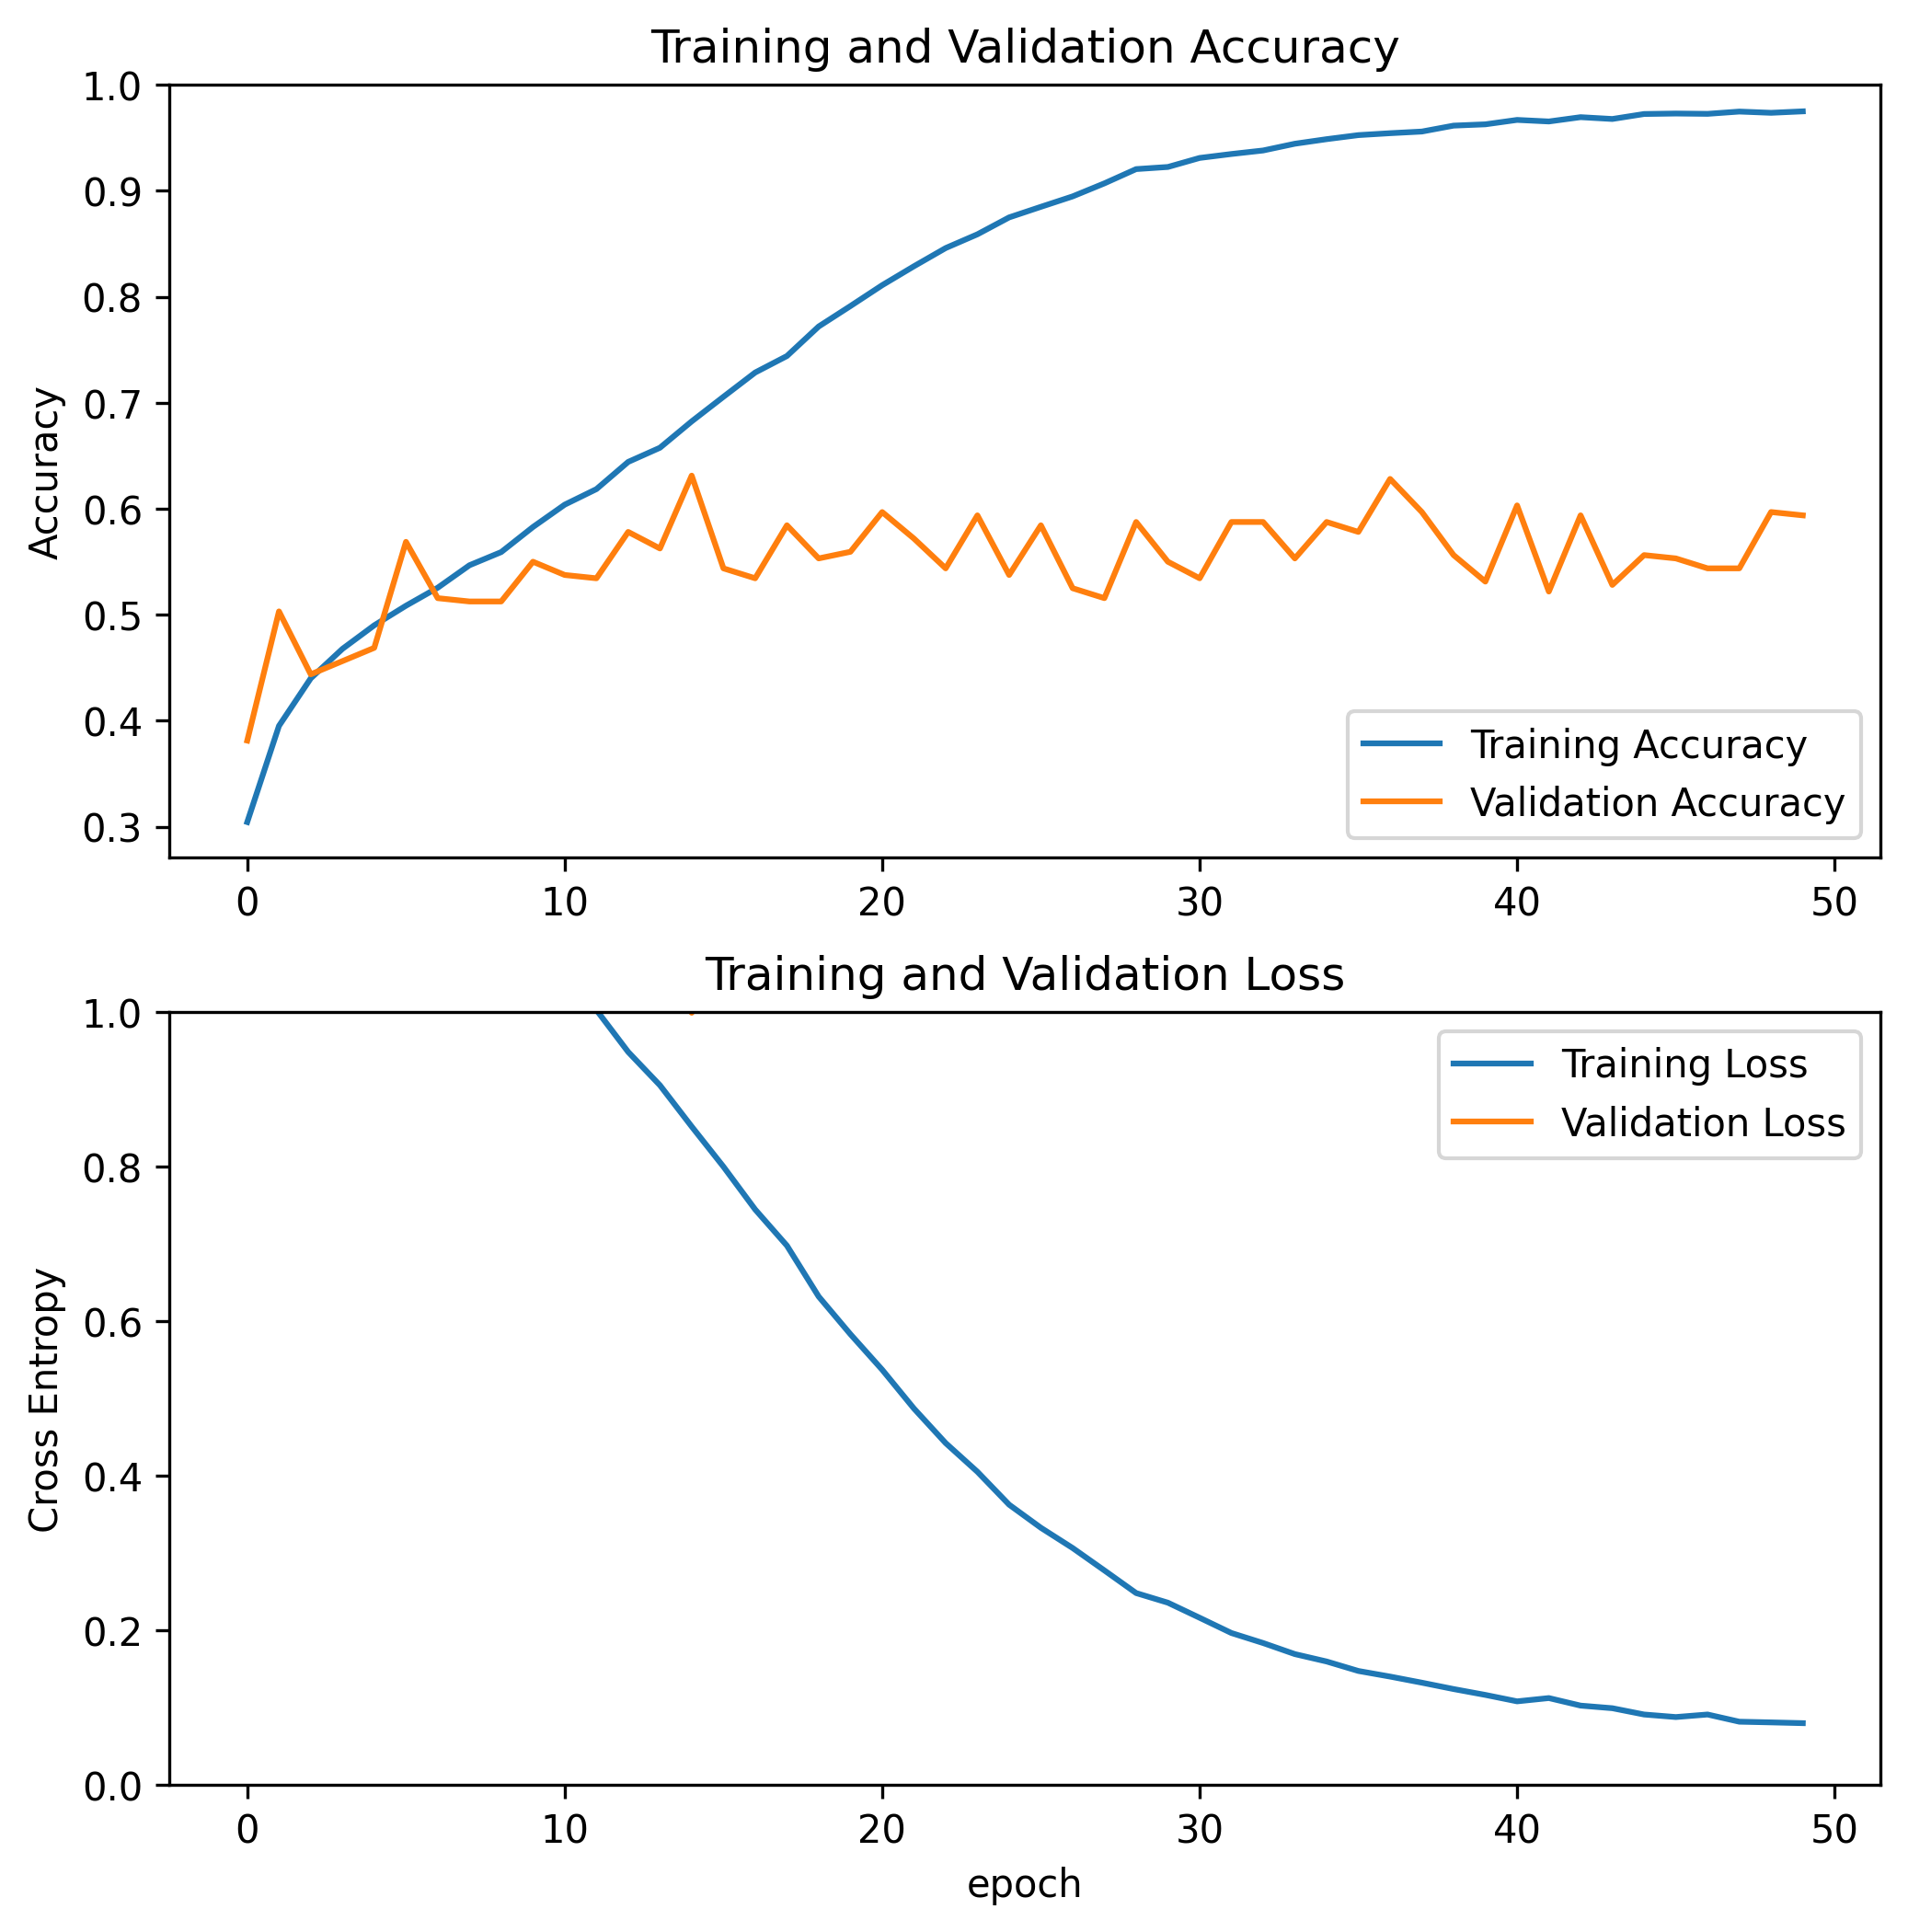 Training and Validation Accuracy
1.0
0.9
0.8
0.7
0.6
0.5
0.4
0.3
Accuracy
Training Accuracy
Validation Accuracy
0 10 20 30 40 50
Training and Validation Loss
1.0
0.8
0.6
0.4
0.2
0.0
Cross Entropy
Training Loss
Validation Loss
0 10 20 30 40 50
epoch